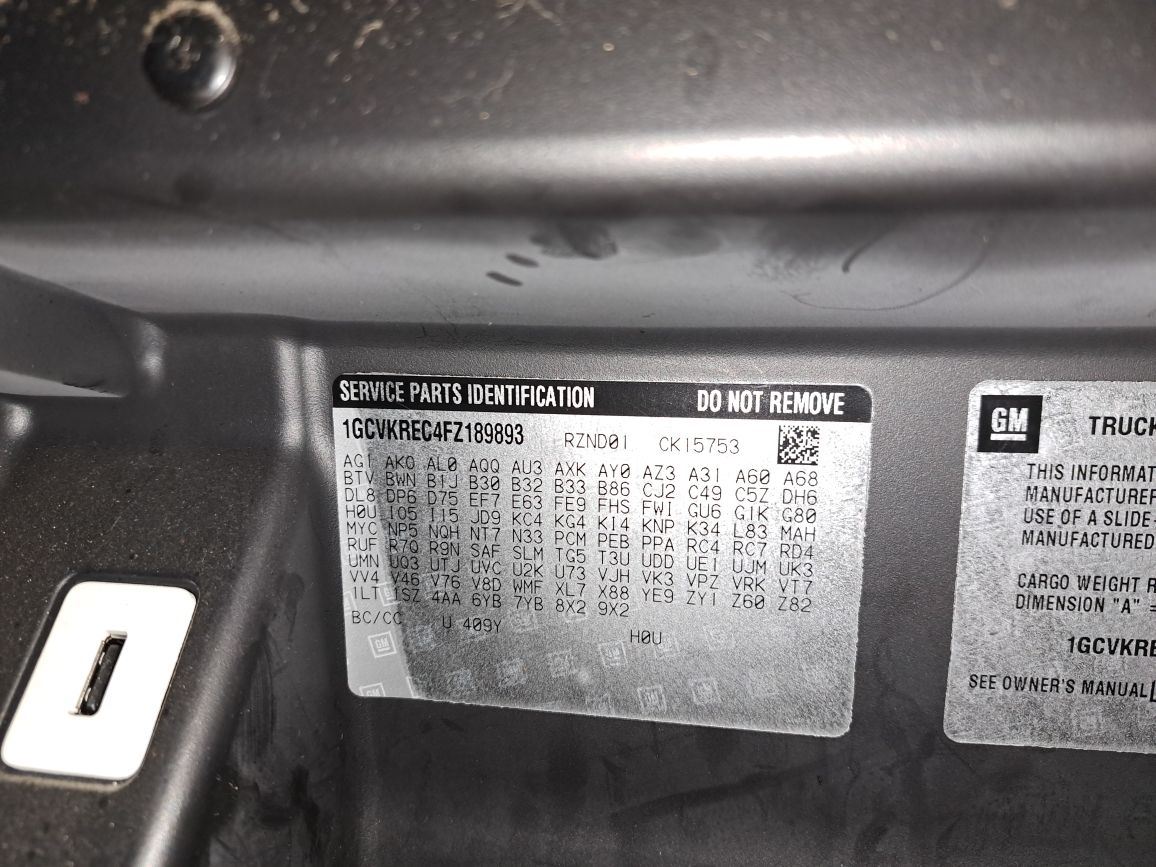 SERVICE PARTS IDENTIFICATION DO NOT REMOVE
1GCVKREC4FZ189893 RZND01 CK15753
AG1 AKO AL0 AQQ AU3 AXK AY0 AZ3 A31 A60 A68
BTV BWN B1J B30 B32 B33 B86 CJ2 C49 C5Z DH6
DL8 DP6 D75 EF7 E63 FE9 FHS FWI GU6 G1K G80
H0U I05 I15 JD9 KC4 KG4 KI4 KNP K34 L83 MAH
MYC NP5 NQH NT7 N33 PCM PEB PPA RC4 RC7 RD4
RUF R7Q R9N SAF SLM TG5 T3U UDD UE1 UJM UK3
UMN UQ3 UTJ UVC U2K U73 VJH VK3 VPZ VRK VT7
VV4 V46 V76 V8D WMF XL7 X88 YE9 ZY1 Z60 Z82
1LT 1SZ 4AA 6YB 7YB 8X2 9X2
BC/CC U 409Y
H0U
GM
TRUCK
THIS INFORMAT
MANUFACTURER
USE OF A SLIDE-
MANUFACTURED
CARGO WEIGHT R
DIMENSION "A" =
1GCVKRE
SEE OWNER'S MANUAL